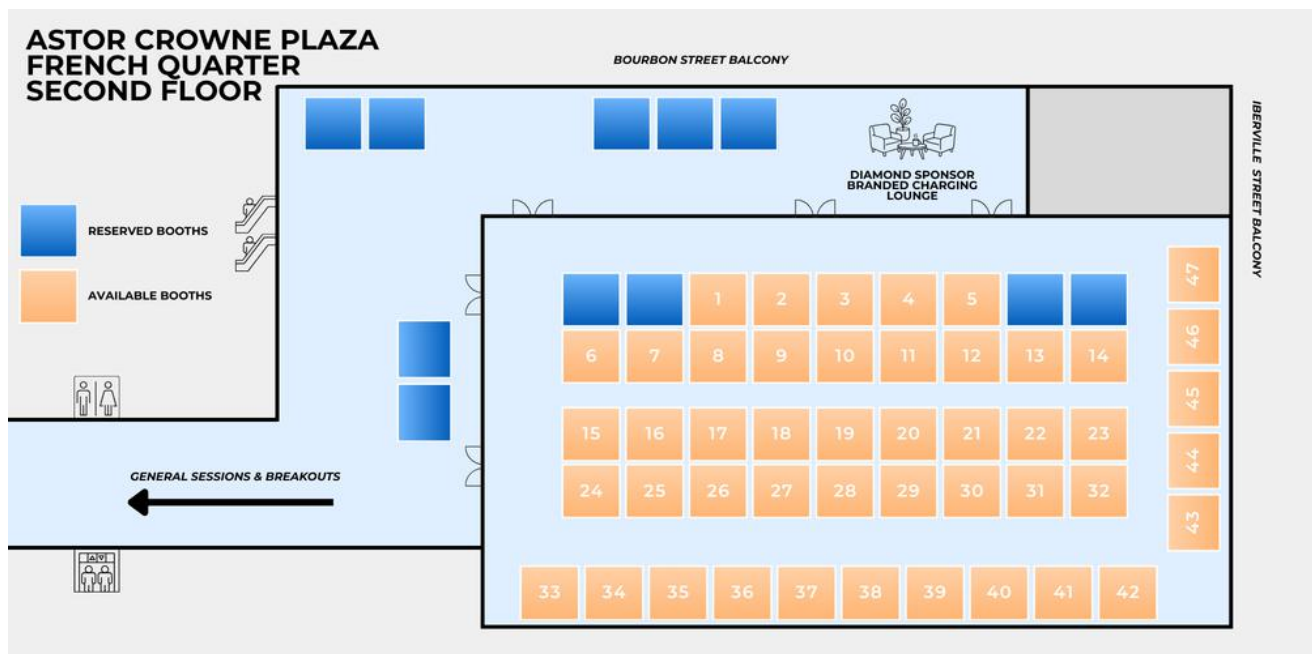 ASTOR CROWNE PLAZA
FRENCH QUARTER
SECOND FLOOR
BOURBON STREET BALCONY
IBERVILLE STREET BALCONY
DIAMOND SPONSOR
BRANDED CHARGING
LOUNGE
RESERVED BOOTHS
AVAILABLE BOOTHS
1 2 3 4 5
6 7 8 9 10 11 12 13 14
15 16 17 18 19 20 21 22 23
24 25 26 27 28 29 30 31 32
33 34 35 36 37 38 39 40 41 42
47
46
45
44
43
GENERAL SESSIONS & BREAKOUTS